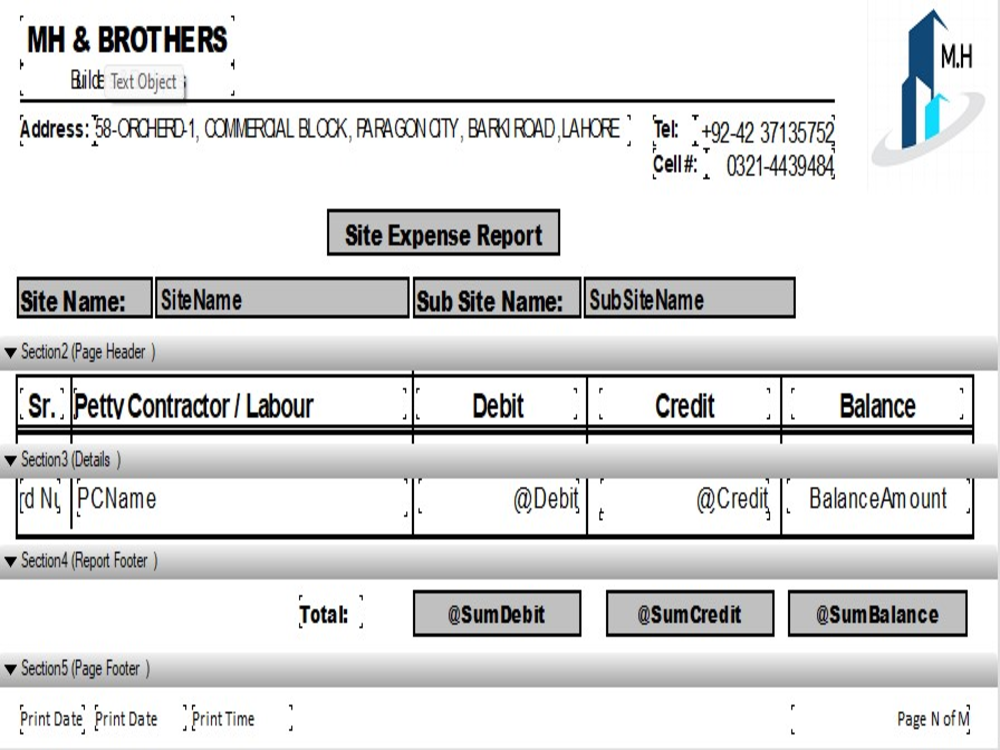 MH & BROTHERS
M.H
Text Object
Address: 58-ORCHERD-1, COMMERCIAL BLOCK, PARAGON CITY, BARKI ROAD, LAHORE Tel: +92-42 37135752
Cell #: 0321-4439484
Site Expense Report
Site Name: SiteName Sub Site Name: SubSiteName
Section2 (Page Header )
Sr. Petty Contractor / Labour Debit Credit Balance
Section3 (Details )
rd Nu PCName @Debit @Credit BalanceAmount
Section4 (Report Footer )
Total: @SumDebit @SumCredit @SumBalance
Section5 (Page Footer )
Print Date Print Date Print Time Page N of M